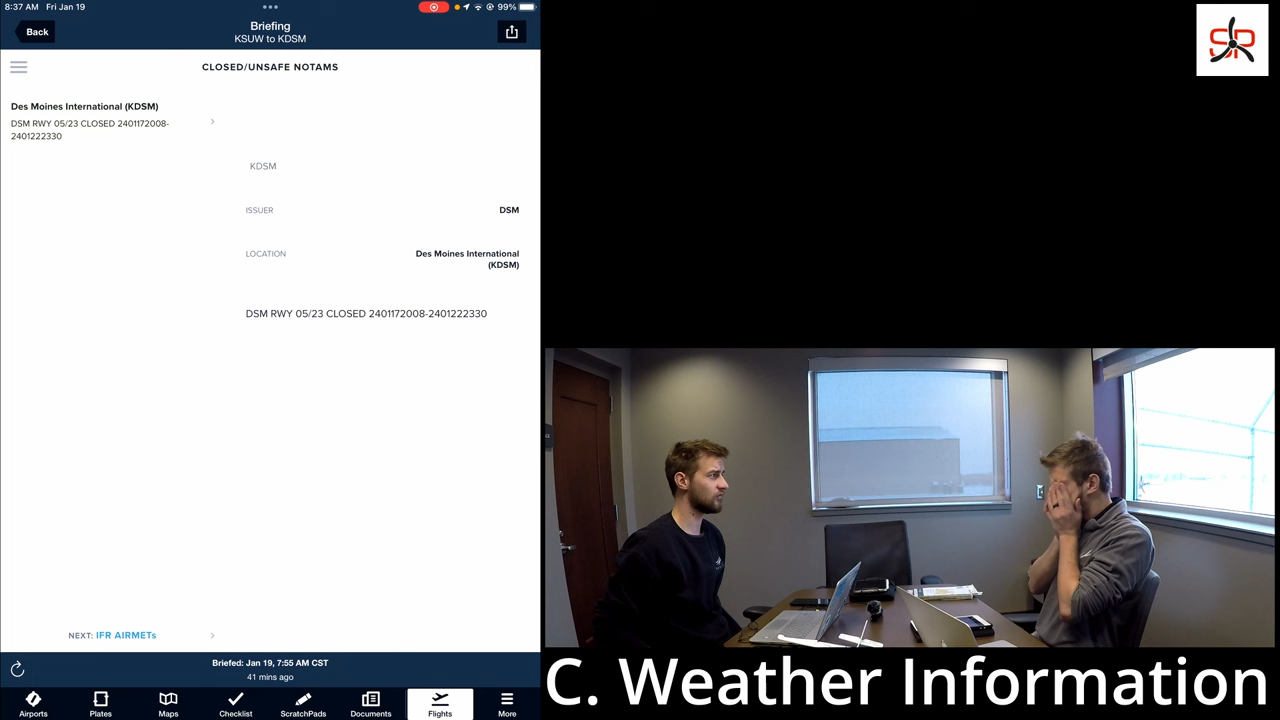 8:37 AM Fri Jan 19
99%
Back
Briefing
KSUW to KDSM
CLOSED/UNSAFE NOTAMS
Des Moines International (KDSM)
DSM RWY 05/23 CLOSED 2401172008-
2401222330
KDSM
ISSUER DSM
LOCATION Des Moines International
(KDSM)
DSM RWY 05/23 CLOSED 2401172008-2401222330
NEXT: IFR AIRMETs
Briefed: Jan 19, 7:55 AM CST
41 mins ago
Airports Plates Maps Checklist ScratchPads Documents Flights More
SR
C. Weather Information